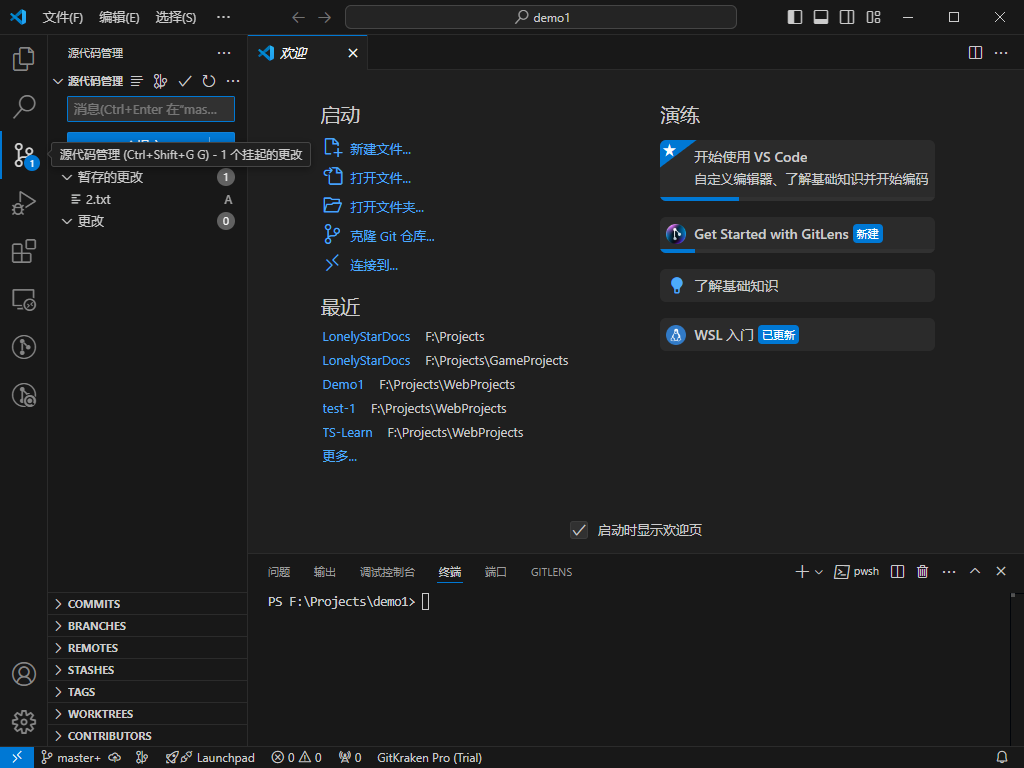 文件(F) 编辑(E) 选择(S) ··· demo1
源代码管理 ···
欢迎
源代码管理
消息(Ctrl+Enter 在"mas...
源代码管理 (Ctrl+Shift+G G) - 1 个挂起的更改
1
暂存的更改 1
2.txt A
更改 0
启动
新建文件...
打开文件...
打开文件夹...
克隆 Git 仓库...
连接到...
最近
LonelyStarDocs F:\Projects
LonelyStarDocs F:\Projects\GameProjects
Demo1 F:\Projects\WebProjects
test-1 F:\Projects\WebProjects
TS-Learn F:\Projects\WebProjects
更多...
演练
开始使用 VS Code
自定义编辑器、了解基础知识并开始编码
Get Started with GitLens 新建
了解基础知识
WSL 入门 已更新
启动时显示欢迎页
问题 输出 调试控制台 终端 端口 GITLENS pwsh
PS F:\Projects\demo1>
COMMITS
BRANCHES
REMOTES
STASHES
TAGS
WORKTREES
CONTRIBUTORS
master+ Launchpad 0 0 0 GitKraken Pro (Trial)